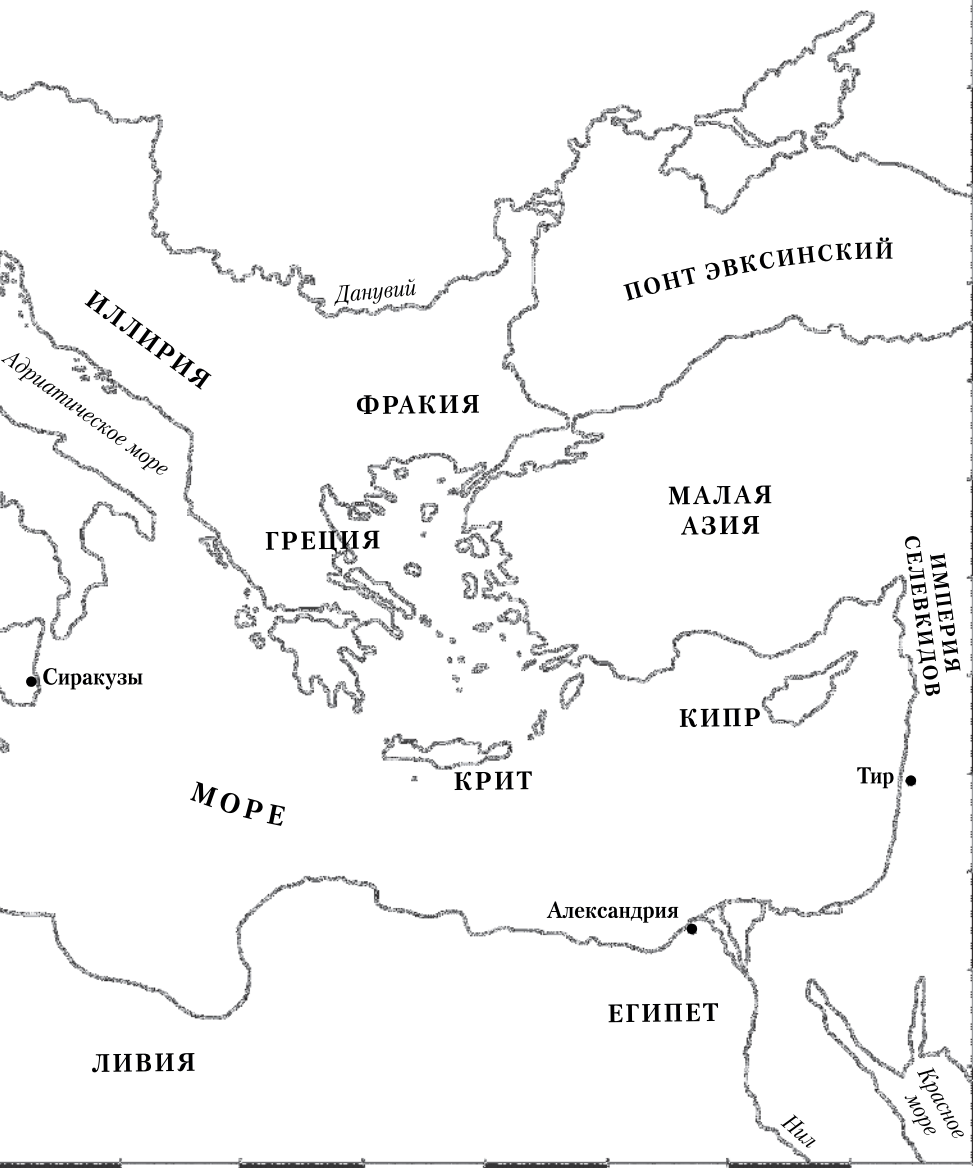 ПОНТ ЭВКСИНСКИЙ
Данувий
ИЛЛИРИЯ
Адриатическое море
ФРАКИЯ
МАЛАЯ
АЗИЯ
ГРЕЦИЯ
ИМПЕРИЯ
СЕЛЕВКИДОВ
Сиракузы
КИПР
КРИТ
Тир
МОРЕ
Александрия
ЕГИПЕТ
ЛИВИЯ
Красное
море
Нил